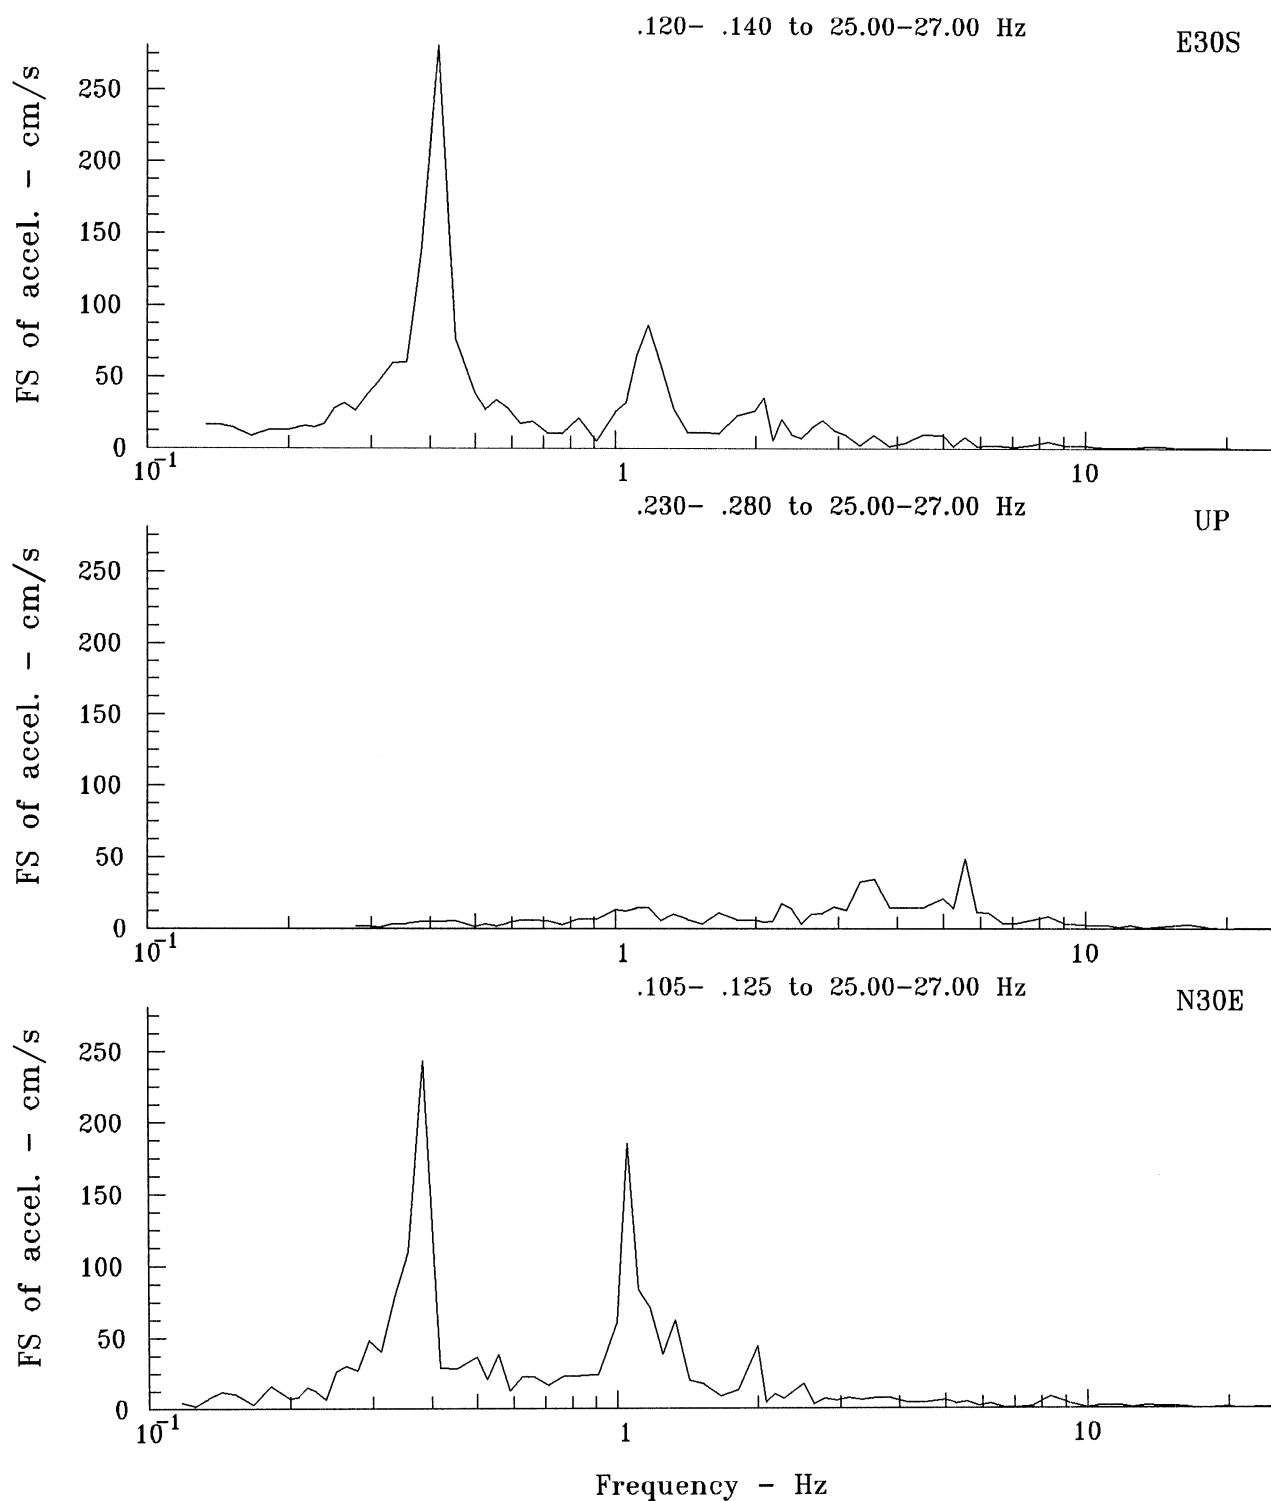 .120- .140 to 25.00-27.00 Hz
E30S
FS of accel. - cm/s
250
200
150
100
50
0
10-1
1
10
.230- .280 to 25.00-27.00 Hz
UP
FS of accel. - cm/s
250
200
150
100
50
0
10-1
1
10
.105- .125 to 25.00-27.00 Hz
N30E
FS of accel. - cm/s
250
200
150
100
50
0
10-1
1
10
Frequency - Hz